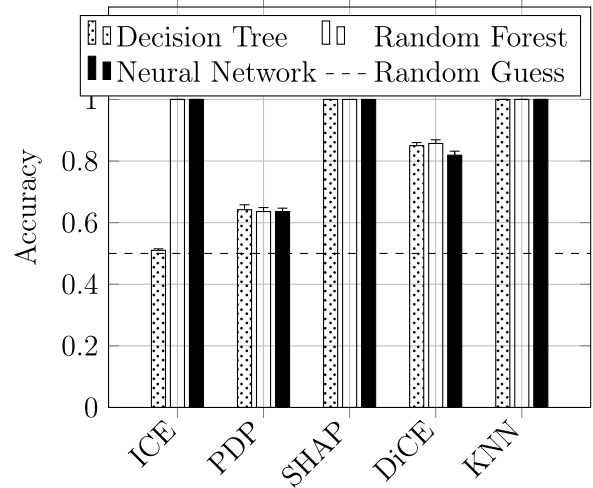 Decision Tree Random Forest
Neural Network Random Guess
1
0.8
0.6
0.4
0.2
0
Accuracy
ICE
PDP
SHAP
DiCE
KNN